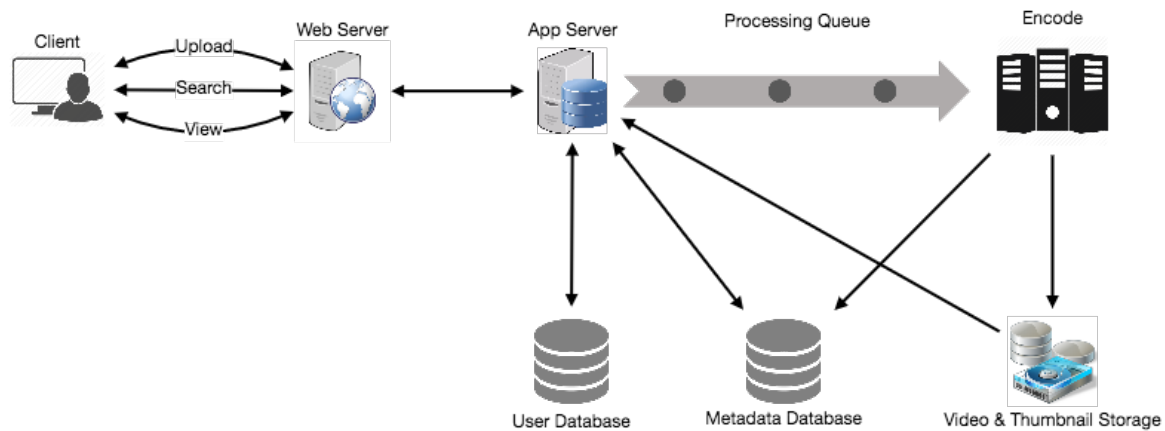 Processing Queue
Encode
Client
Web Server
App Server
Upload
Search
View
User Database
Metadata Database
Video & Thumbnail Storage